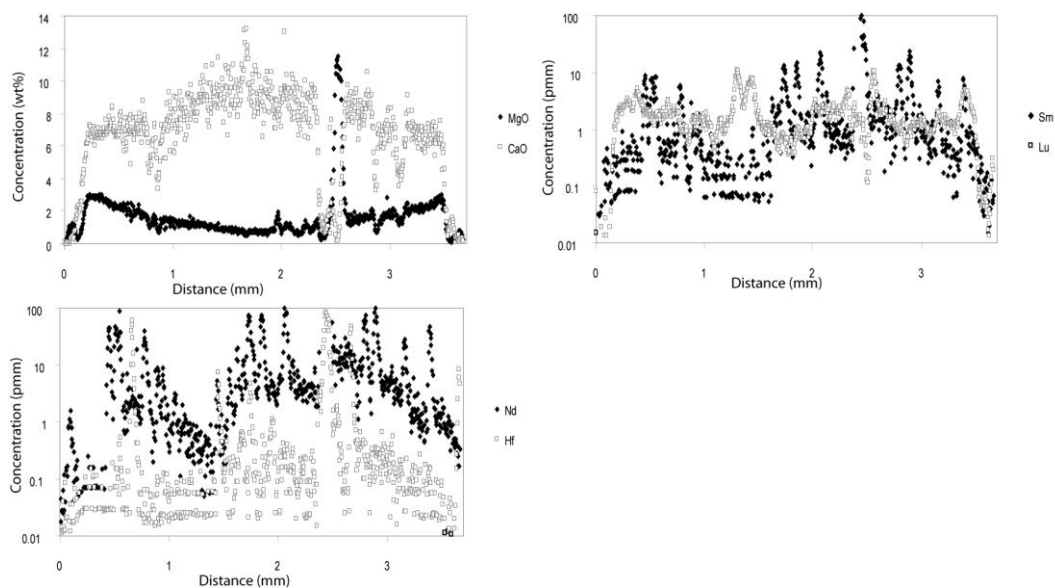 14
12
10
8
6
4
2
0
Concentration (wt%)
0 1 2 3
Distance (mm)
MgO
CaO
100
10
1
0.1
0.01
Concentration (pmm)
0 1 2 3
Distance (mm)
Sm
Lu
100
10
1
0.1
0.01
Concentration (pmm)
0 1 2 3
Distance (mm)
Nd
Hf